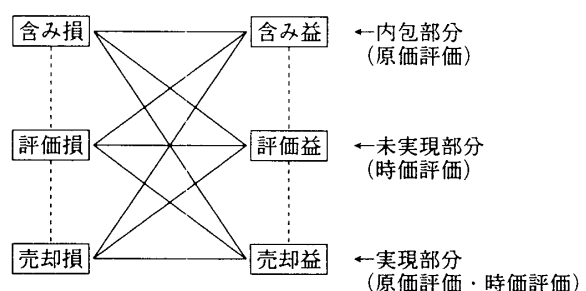 含み損 含み益 ←内包部分
(原価評価)
評価損 評価益 ←未実現部分
(時価評価)
売却損 売却益 ←実現部分
(原価評価・時価評価)